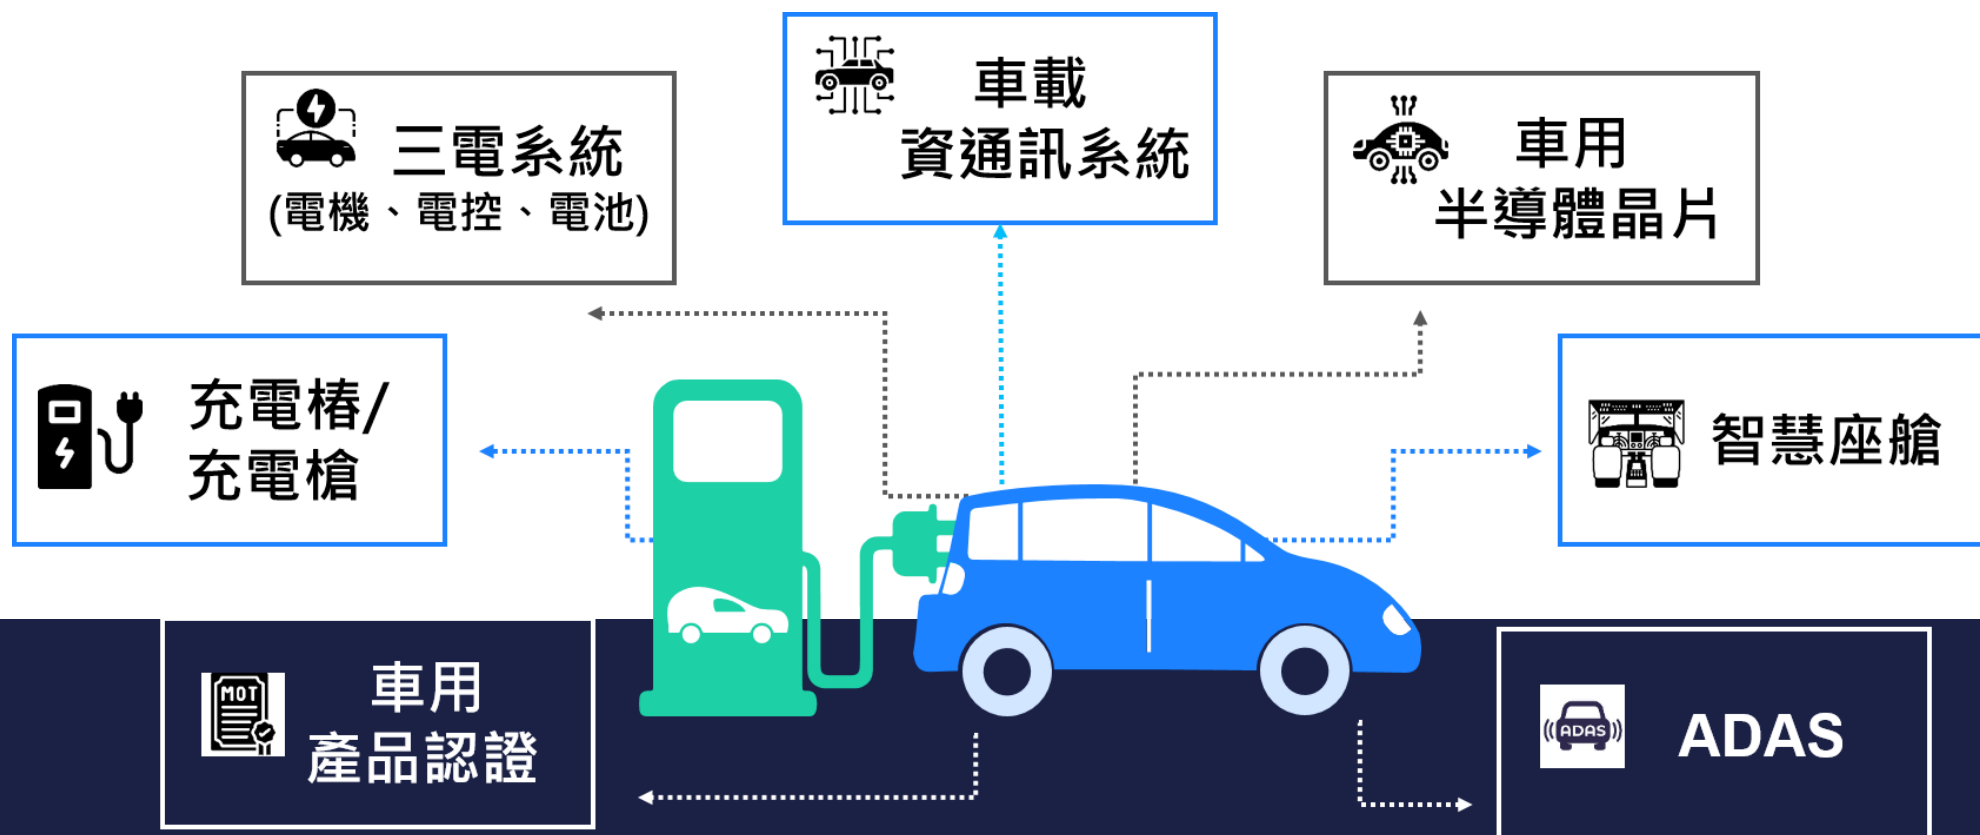 車載
資通訊系統
三電系統
(電機、電控、電池)
車用
半導體晶片
充電樁/
充電槍
智慧座艙
MOT
車用
產品認證
ADAS
ADAS